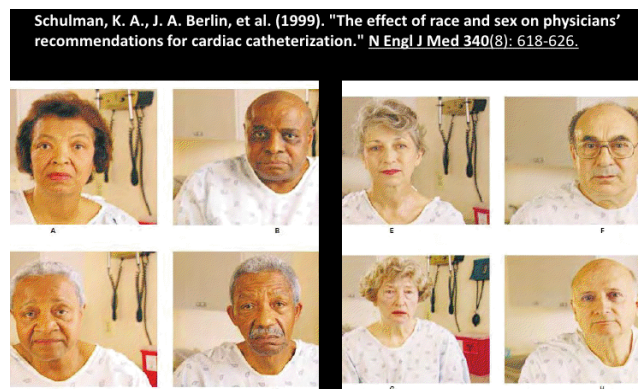 Schulman, K. A., J. A. Berlin, et al. (1999). "The effect of race and sex on physicians’
recommendations for cardiac catheterization." N Engl J Med 340(8): 618-626.
A B E F